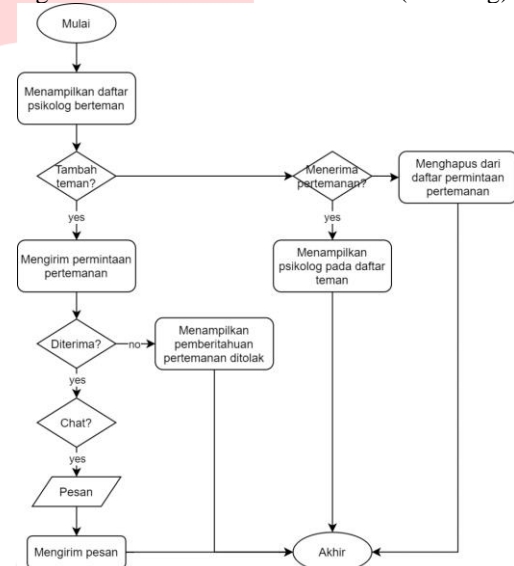 Mulai
Menampilkan daftar
psikolog berteman
Tambah
teman?
Menerima
pertemanan?
Menghapus dari
daftar permintaan
pertemanan
yes
yes
Mengirim permintaan
pertemanan
Menampilkan
psikolog pada daftar
teman
Diterima?
no
Menampilkan
pemberitahuan
pertemanan ditolak
yes
Chat?
yes
Pesan
Mengirim pesan
Akhir